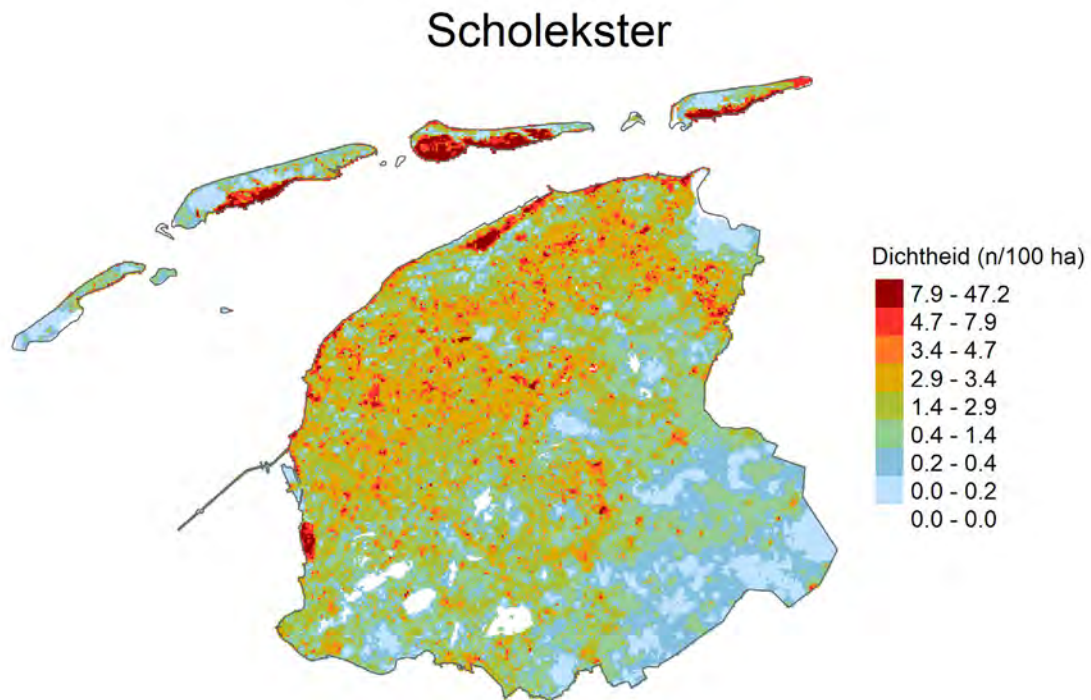 Scholekster
Dichtheid (n/100 ha)
7.9 - 47.2
4.7 - 7.9
3.4 - 4.7
2.9 - 3.4
1.4 - 2.9
0.4 - 1.4
0.2 - 0.4
0.0 - 0.2
0.0 - 0.0